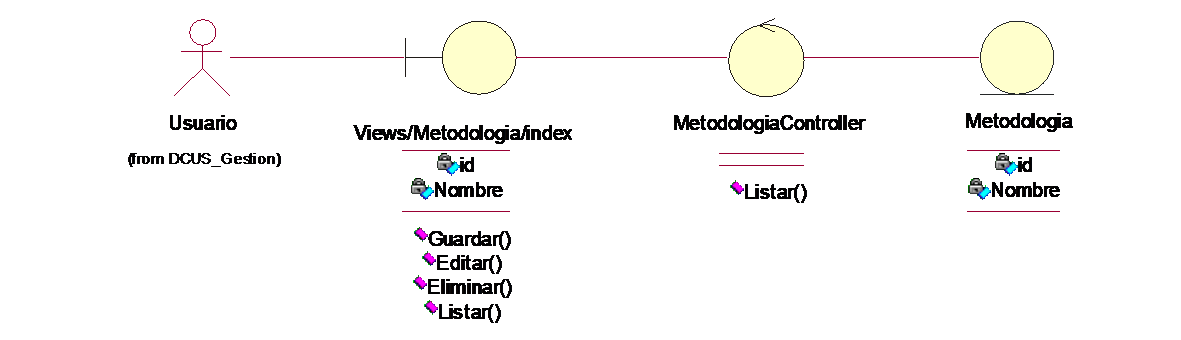 Usuario
(from DCUS_Gestion)
Views/Metodologia/index
id
Nombre
Guardar()
Editar()
Eliminar()
Listar()
MetodologiaController
Listar()
Metodologia
id
Nombre